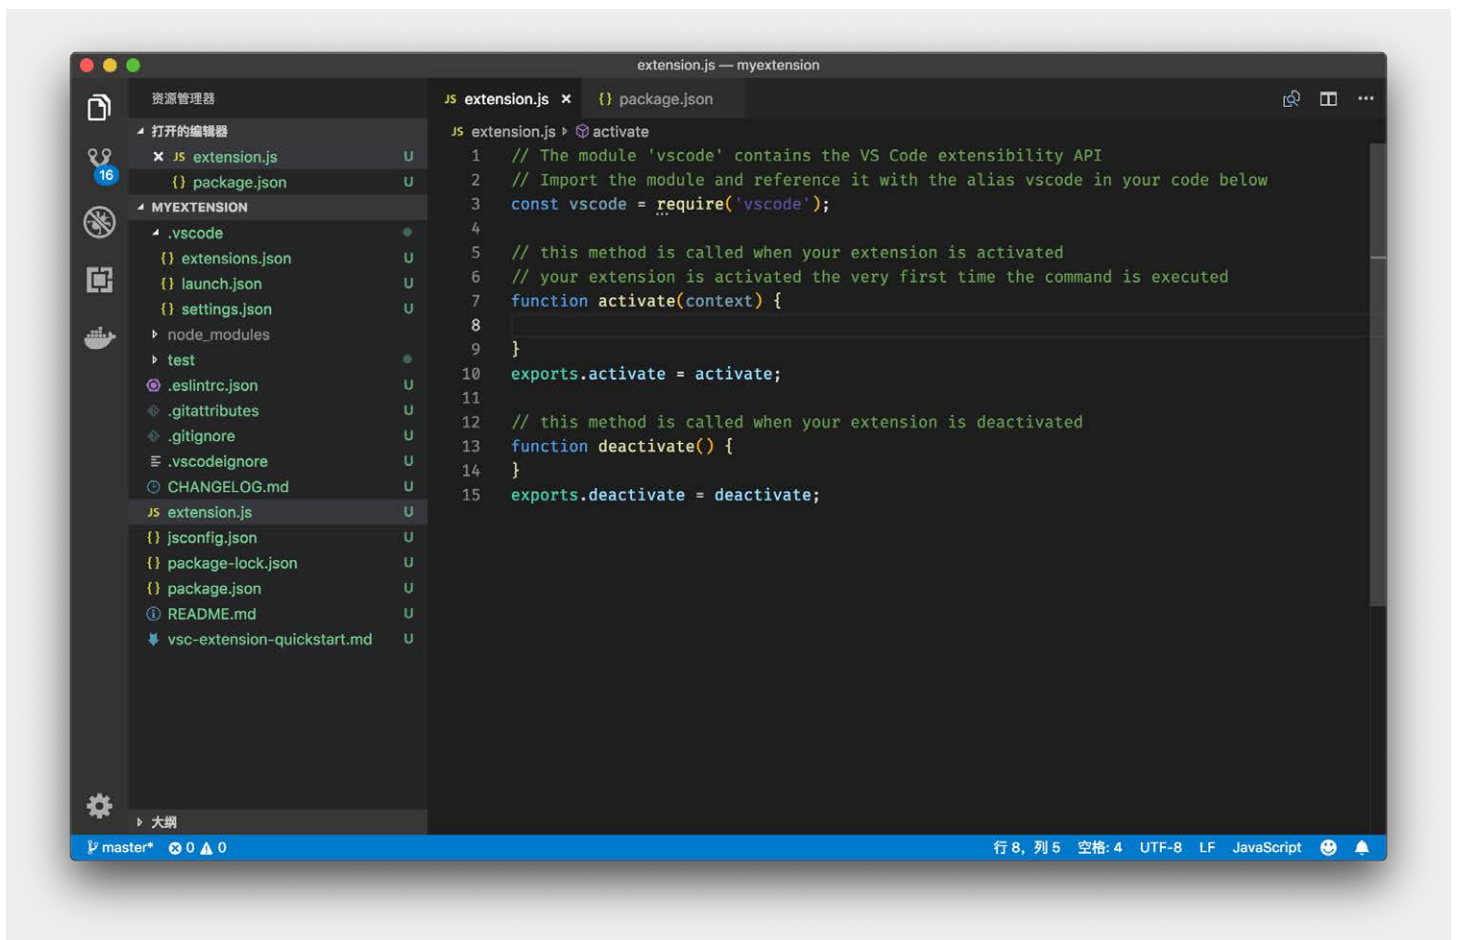 extension.js — myextension
资源管理器
打开的编辑器
JS extension.js U
{} package.json U
MYEXTENSION
.vscode
{} extensions.json U
{} launch.json U
{} settings.json U
node_modules
test
.eslintrc.json U
.gitattributes U
.gitignore U
.vscodeignore U
CHANGELOG.md U
JS extension.js U
{} jsconfig.json U
{} package-lock.json U
{} package.json U
README.md U
vsc-extension-quickstart.md U
大纲
16
JS extension.js {} package.json
JS extension.js activate
1 // The module 'vscode' contains the VS Code extensibility API
2 // Import the module and reference it with the alias vscode in your code below
3 const vscode = require('vscode');
4
5 // this method is called when your extension is activated
6 // your extension is activated the very first time the command is executed
7 function activate(context) {
8
9 }
10 exports.activate = activate;
11
12 // this method is called when your extension is deactivated
13 function deactivate() {
14 }
15 exports.deactivate = deactivate;
master* 0 0 行 8，列 5 空格: 4 UTF-8 LF JavaScript